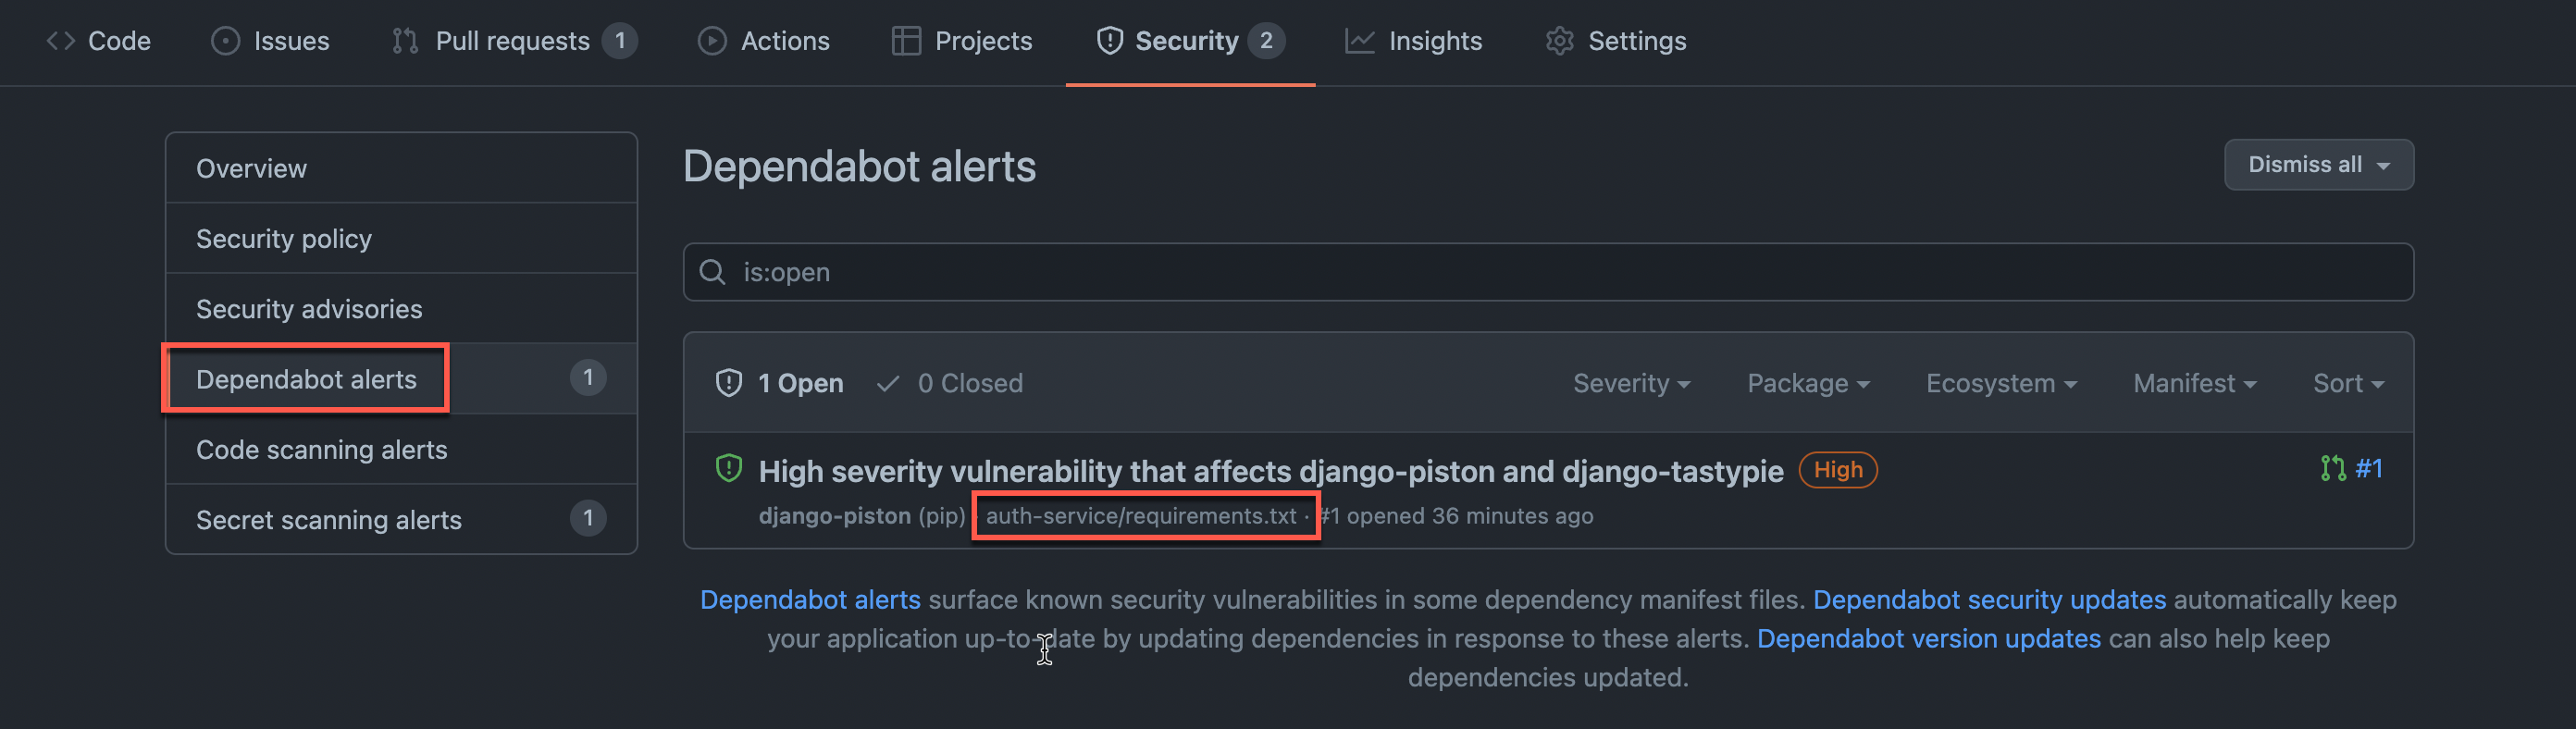 Code Issues Pull requests 1 Actions Projects Security 2 Insights Settings
Overview
Security policy
Security advisories
Dependabot alerts 1
Code scanning alerts
Secret scanning alerts 1
Dependabot alerts
Dismiss all
is:open
1 Open 0 Closed Severity Package Ecosystem Manifest Sort
High severity vulnerability that affects django-piston and django-tastypie High #1
django-piston (pip) auth-service/requirements.txt · #1 opened 36 minutes ago
Dependabot alerts surface known security vulnerabilities in some dependency manifest files. Dependabot security updates automatically keep
your application up-to-date by updating dependencies in response to these alerts. Dependabot version updates can also help keep
dependencies updated.